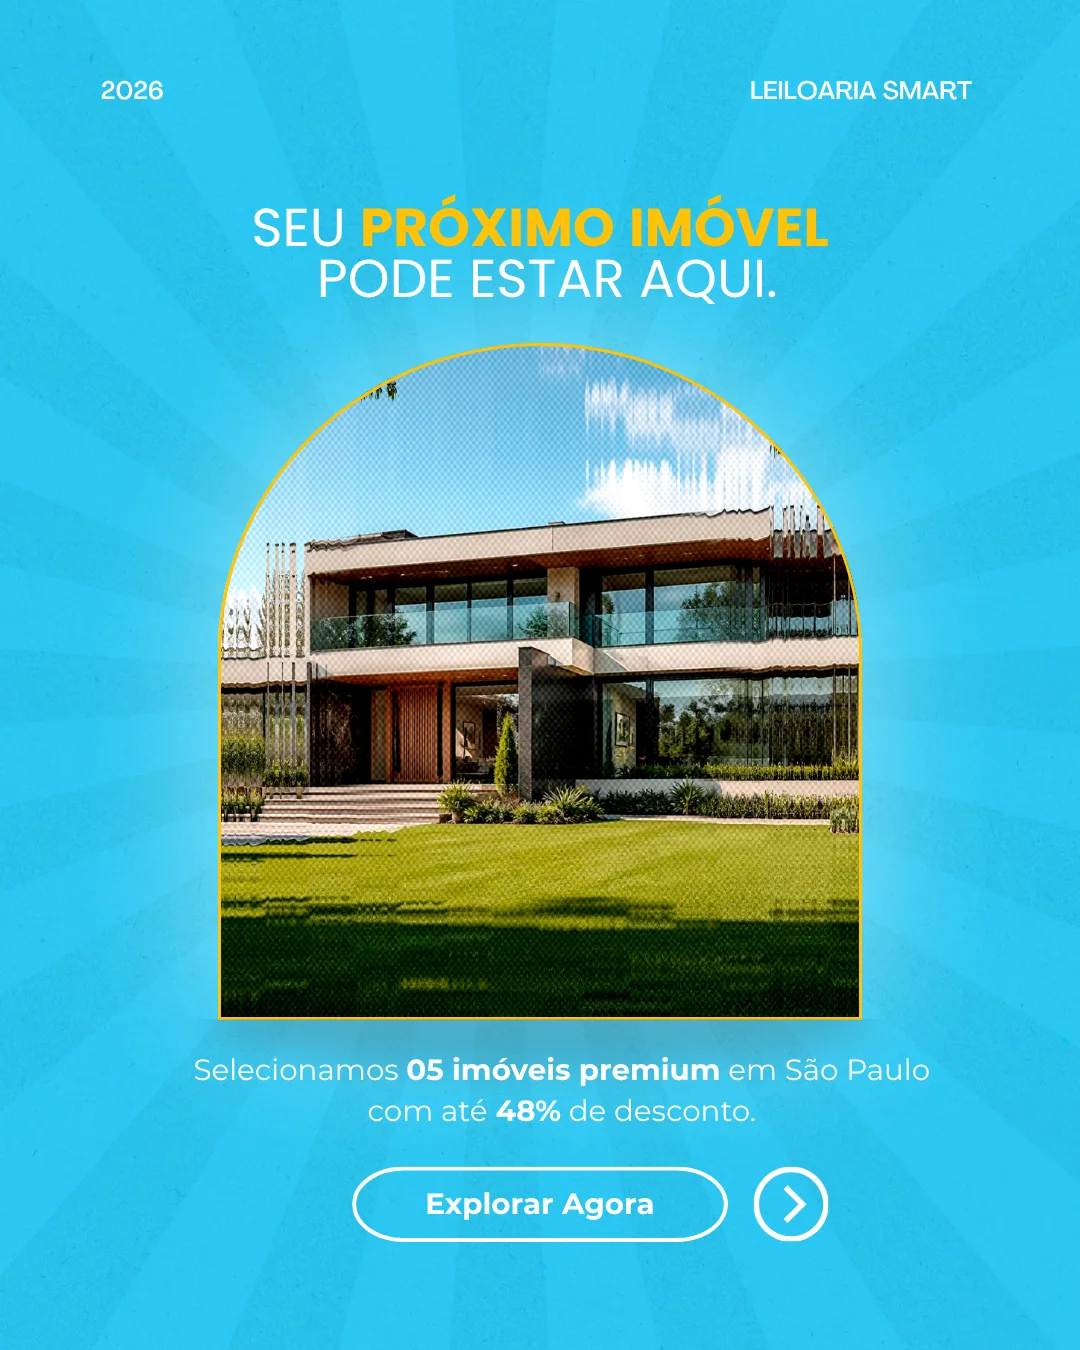 2026
LEILOARIA SMART
SEU PRÓXIMO IMÓVEL
PODE ESTAR AQUI.
Selecionamos 05 imóveis premium em São Paulo
com até 48% de desconto.
Explorar Agora